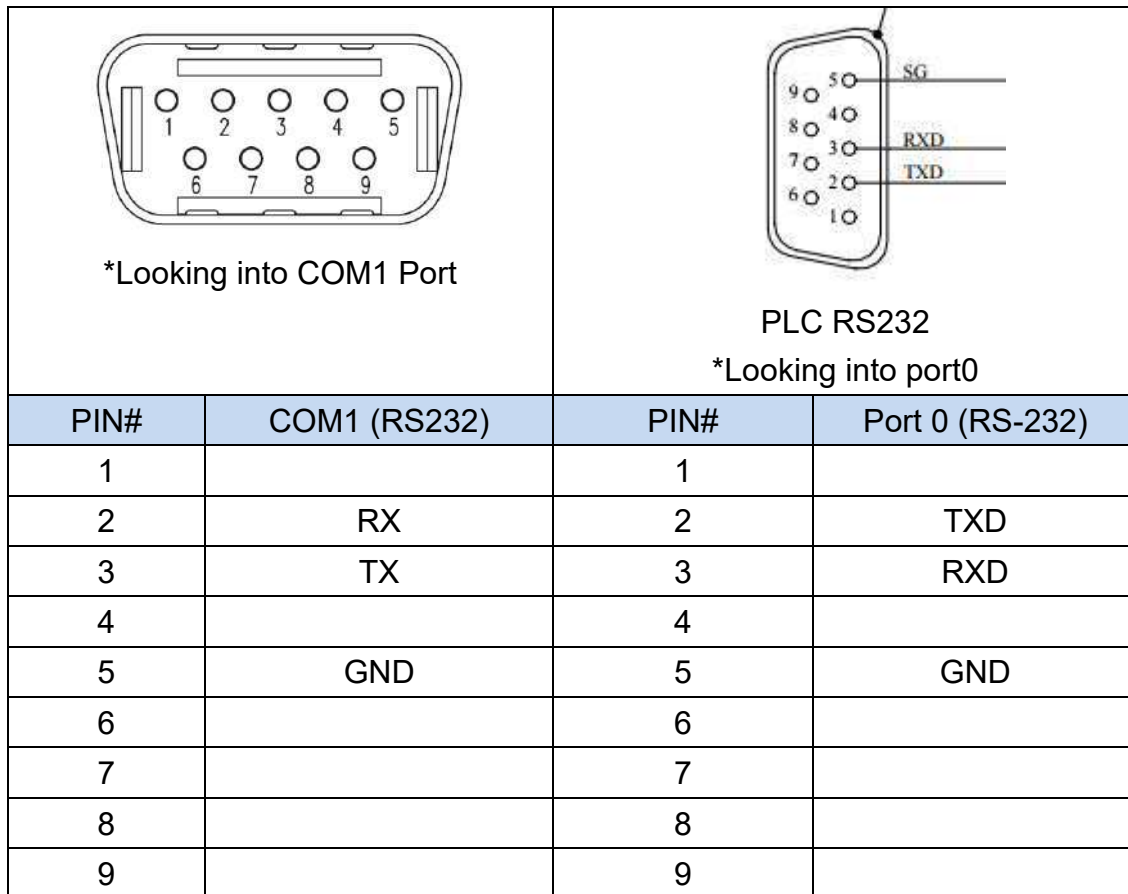 1 2 3 4 5
6 7 8 9
*Looking into COM1 Port
5 SG
9
4
8
3 RXD
7
2 TXD
6
1
PLC RS232
*Looking into port0
PIN# COM1 (RS232) PIN# Port 0 (RS-232)
1 1
2 RX 2 TXD
3 TX 3 RXD
4 4
5 GND 5 GND
6 6
7 7
8 8
9 9